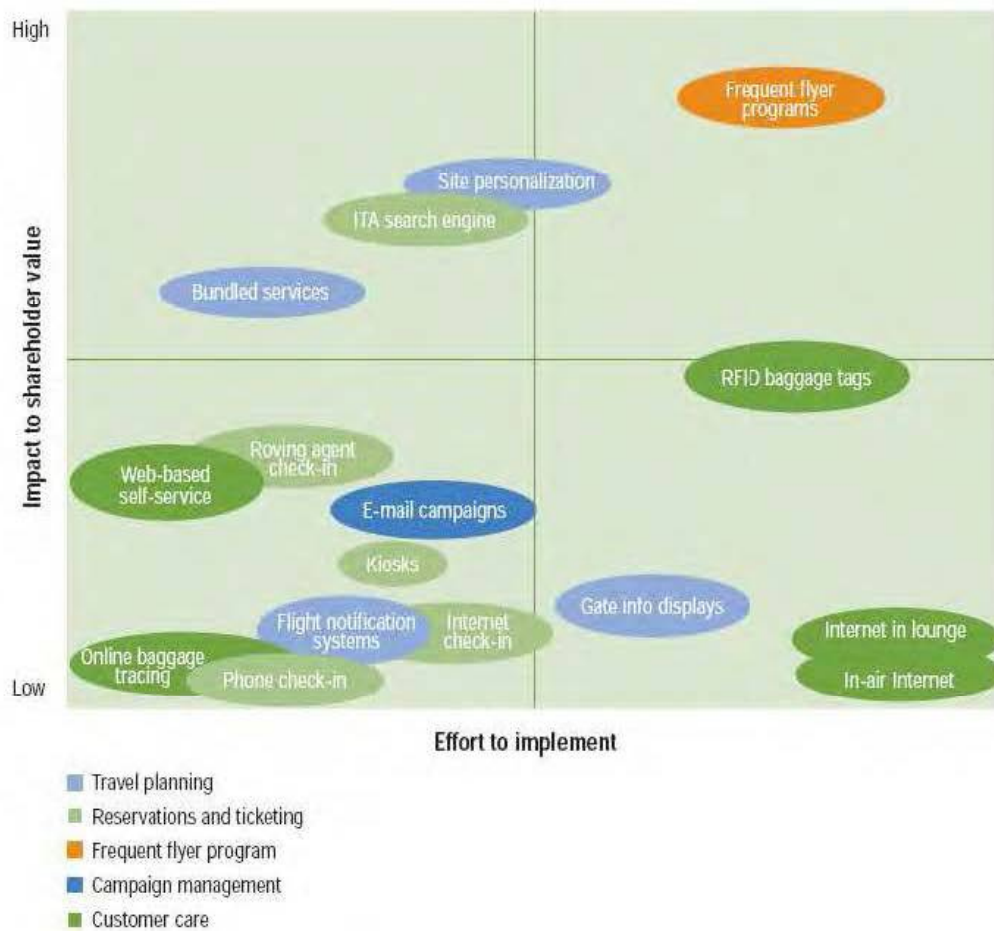 High
Frequent flyer
programs
Site personalization
ITA search engine
Bundled services
Impact to shareholder value
RFID baggage tags
Roving agent
check-in
Web-based
self-service
E-mail campaigns
Kiosks
Gate into displays
Flight notification
systems
Internet
check-in
Internet in lounge
Online baggage
tracing
Phone check-in
In-air Internet
Low
Effort to implement
Travel planning
Reservations and ticketing
Frequent flyer program
Campaign management
Customer care